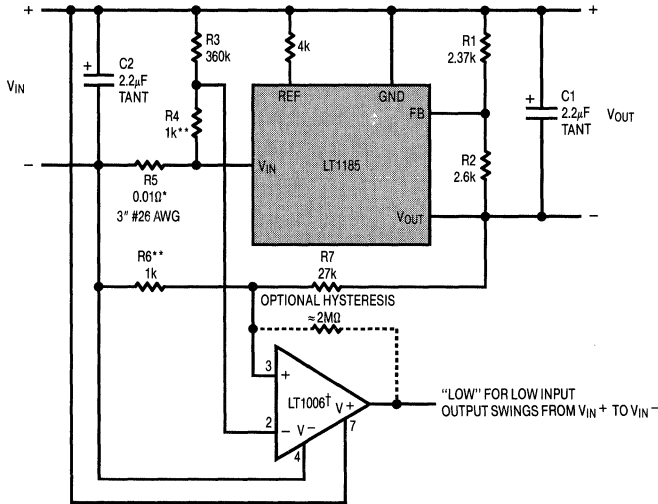 +
R3
360k
4k
R1
2.37k
+
+
C2
2.2μF
TANT
VIN
REF
GND
FB
+
C1
2.2μF
TANT
VOUT
R4
1k**
LT1185
–
R5
0.01Ω*
3" #26 AWG
VIN
R2
2.6k
VOUT
–
R6**
1k
R7
27k
OPTIONAL HYSTERESIS
≈2MΩ
3
+
LT1006†
V+
7
2
–
V–
4
"LOW" FOR LOW INPUT
OUTPUT SWINGS FROM VIN+ TO VIN–